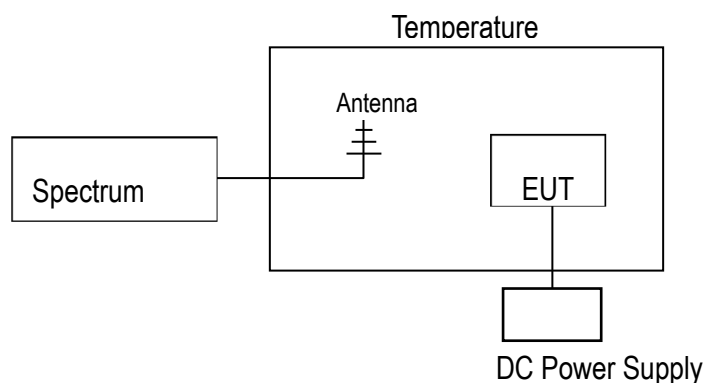 Temperature
Antenna
Spectrum
EUT
DC Power Supply